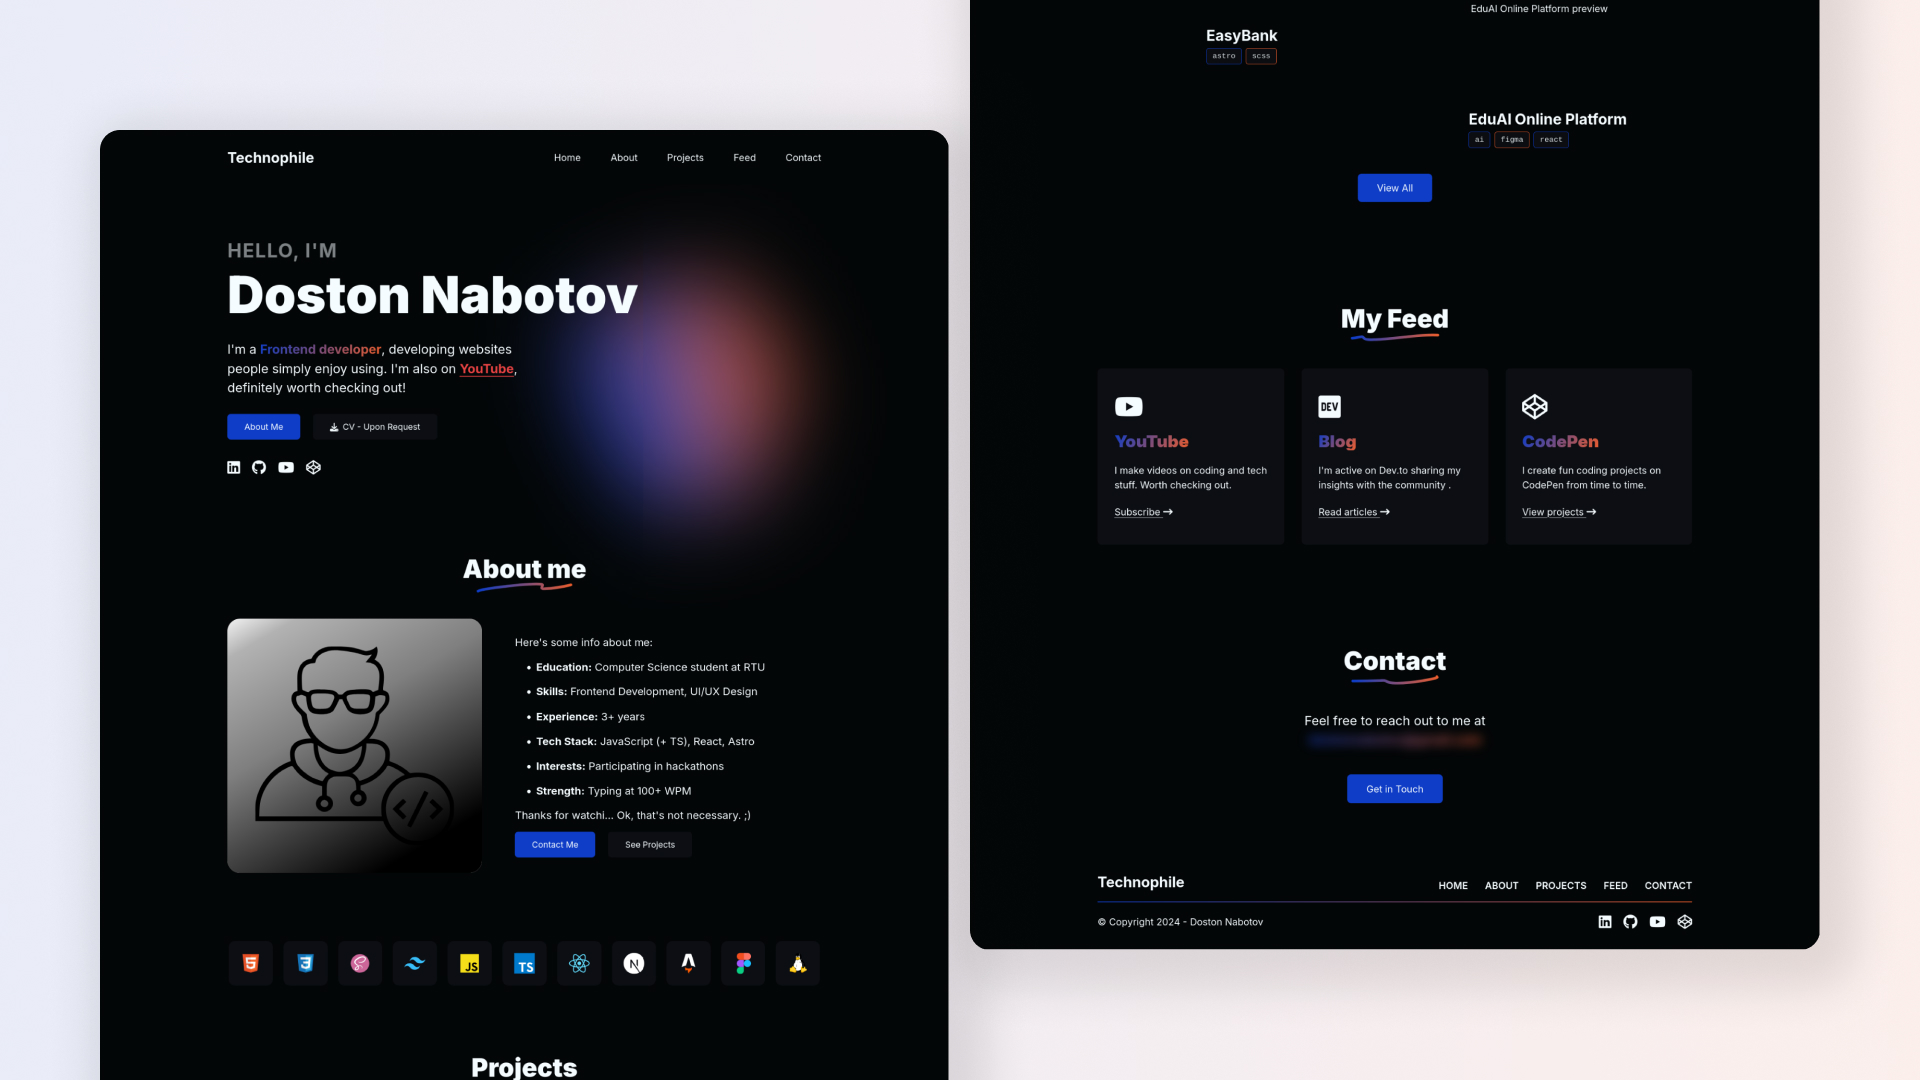 Technophile
Home About Projects Feed Contact
HELLO, I'M
Doston Nabotov
I'm a Frontend developer, developing websites
people simply enjoy using. I'm also on YouTube,
definitely worth checking out!
About Me
CV - Upon Request
About me
Here's some info about me:
• Education: Computer Science student at RTU
• Skills: Frontend Development, UI/UX Design
• Experience: 3+ years
• Tech Stack: JavaScript (+ TS), React, Astro
• Interests: Participating in hackathons
• Strength: Typing at 100+ WPM
Thanks for watchi... Ok, that's not necessary. ;)
Contact Me
See Projects
</>
5
3
JS
TS
N
Projects
EduAI Online Platform preview
EasyBank
astro scss
EduAI Online Platform
ai figma react
View All
My Feed
YouTube
I make videos on coding and tech
stuff. Worth checking out.
Subscribe →
DEV
Blog
I'm active on Dev.to sharing my
insights with the community .
Read articles →
CodePen
I create fun coding projects on
CodePen from time to time.
View projects →
Contact
Feel free to reach out to me at
Get in Touch
Technophile
HOME ABOUT PROJECTS FEED CONTACT
© Copyright 2024 - Doston Nabotov